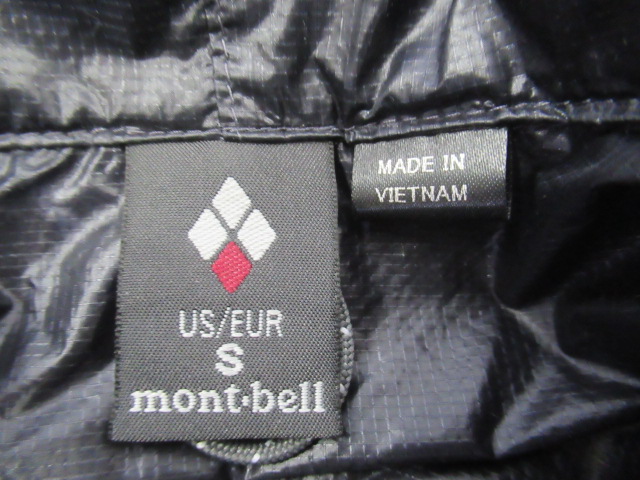 US/EUR
S
mont·bell
MADE IN
VIETNAM